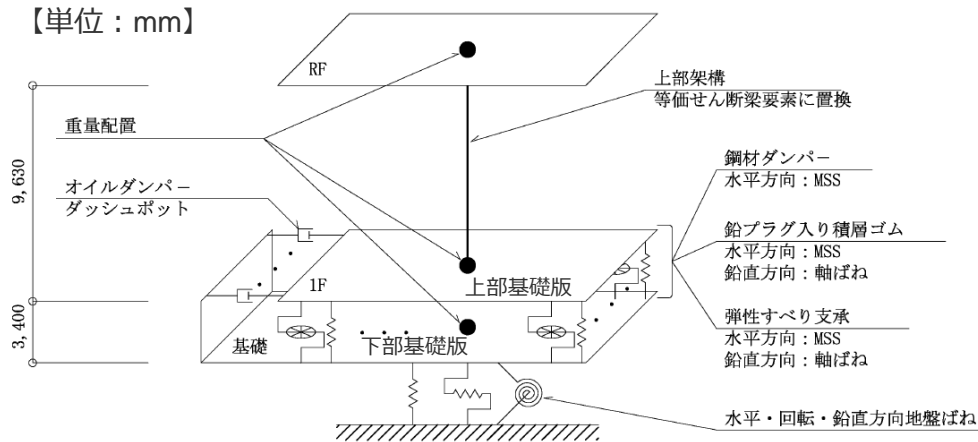 【単位：mm】
RF
上部架構
等価せん断梁要素に置換
重量配置
鋼材ダンパー
水平方向：MSS
9,630
オイルダンパー
ダッシュポット
鉛プラグ入り積層ゴム
水平方向：MSS
鉛直方向：軸ばね
1F
上部基礎版
3,400
基礎
下部基礎版
弾性すべり支承
水平方向：MSS
鉛直方向：軸ばね
水平・回転・鉛直方向地盤ばね